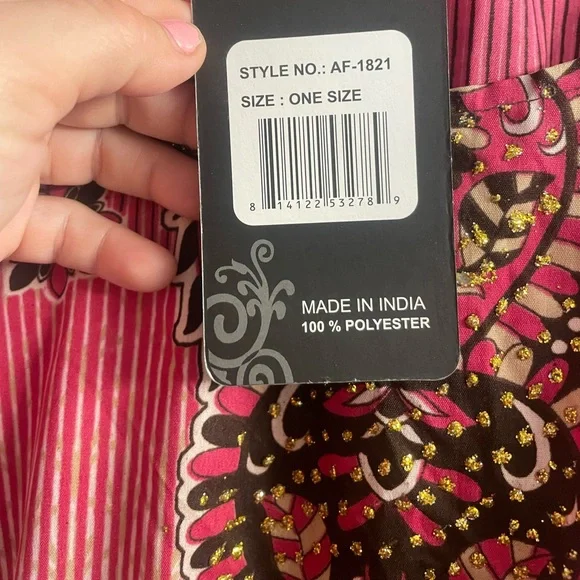 STYLE NO.: AF-1821
SIZE : ONE SIZE
8 14122 53278 9
MADE IN INDIA
100 % POLYESTER